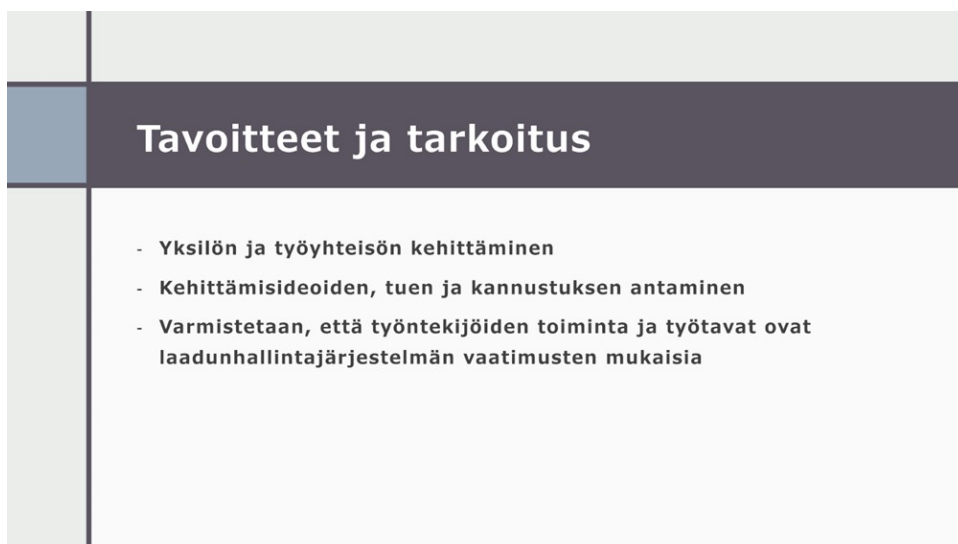 Tavoitteet ja tarkoitus
- Yksilön ja työyhteisön kehittäminen
- Kehittämisideoiden, tuen ja kannustuksen antaminen
- Varmistetaan, että työntekijöiden toiminta ja työtavat ovat
laadunhallintajärjestelmän vaatimusten mukaisia